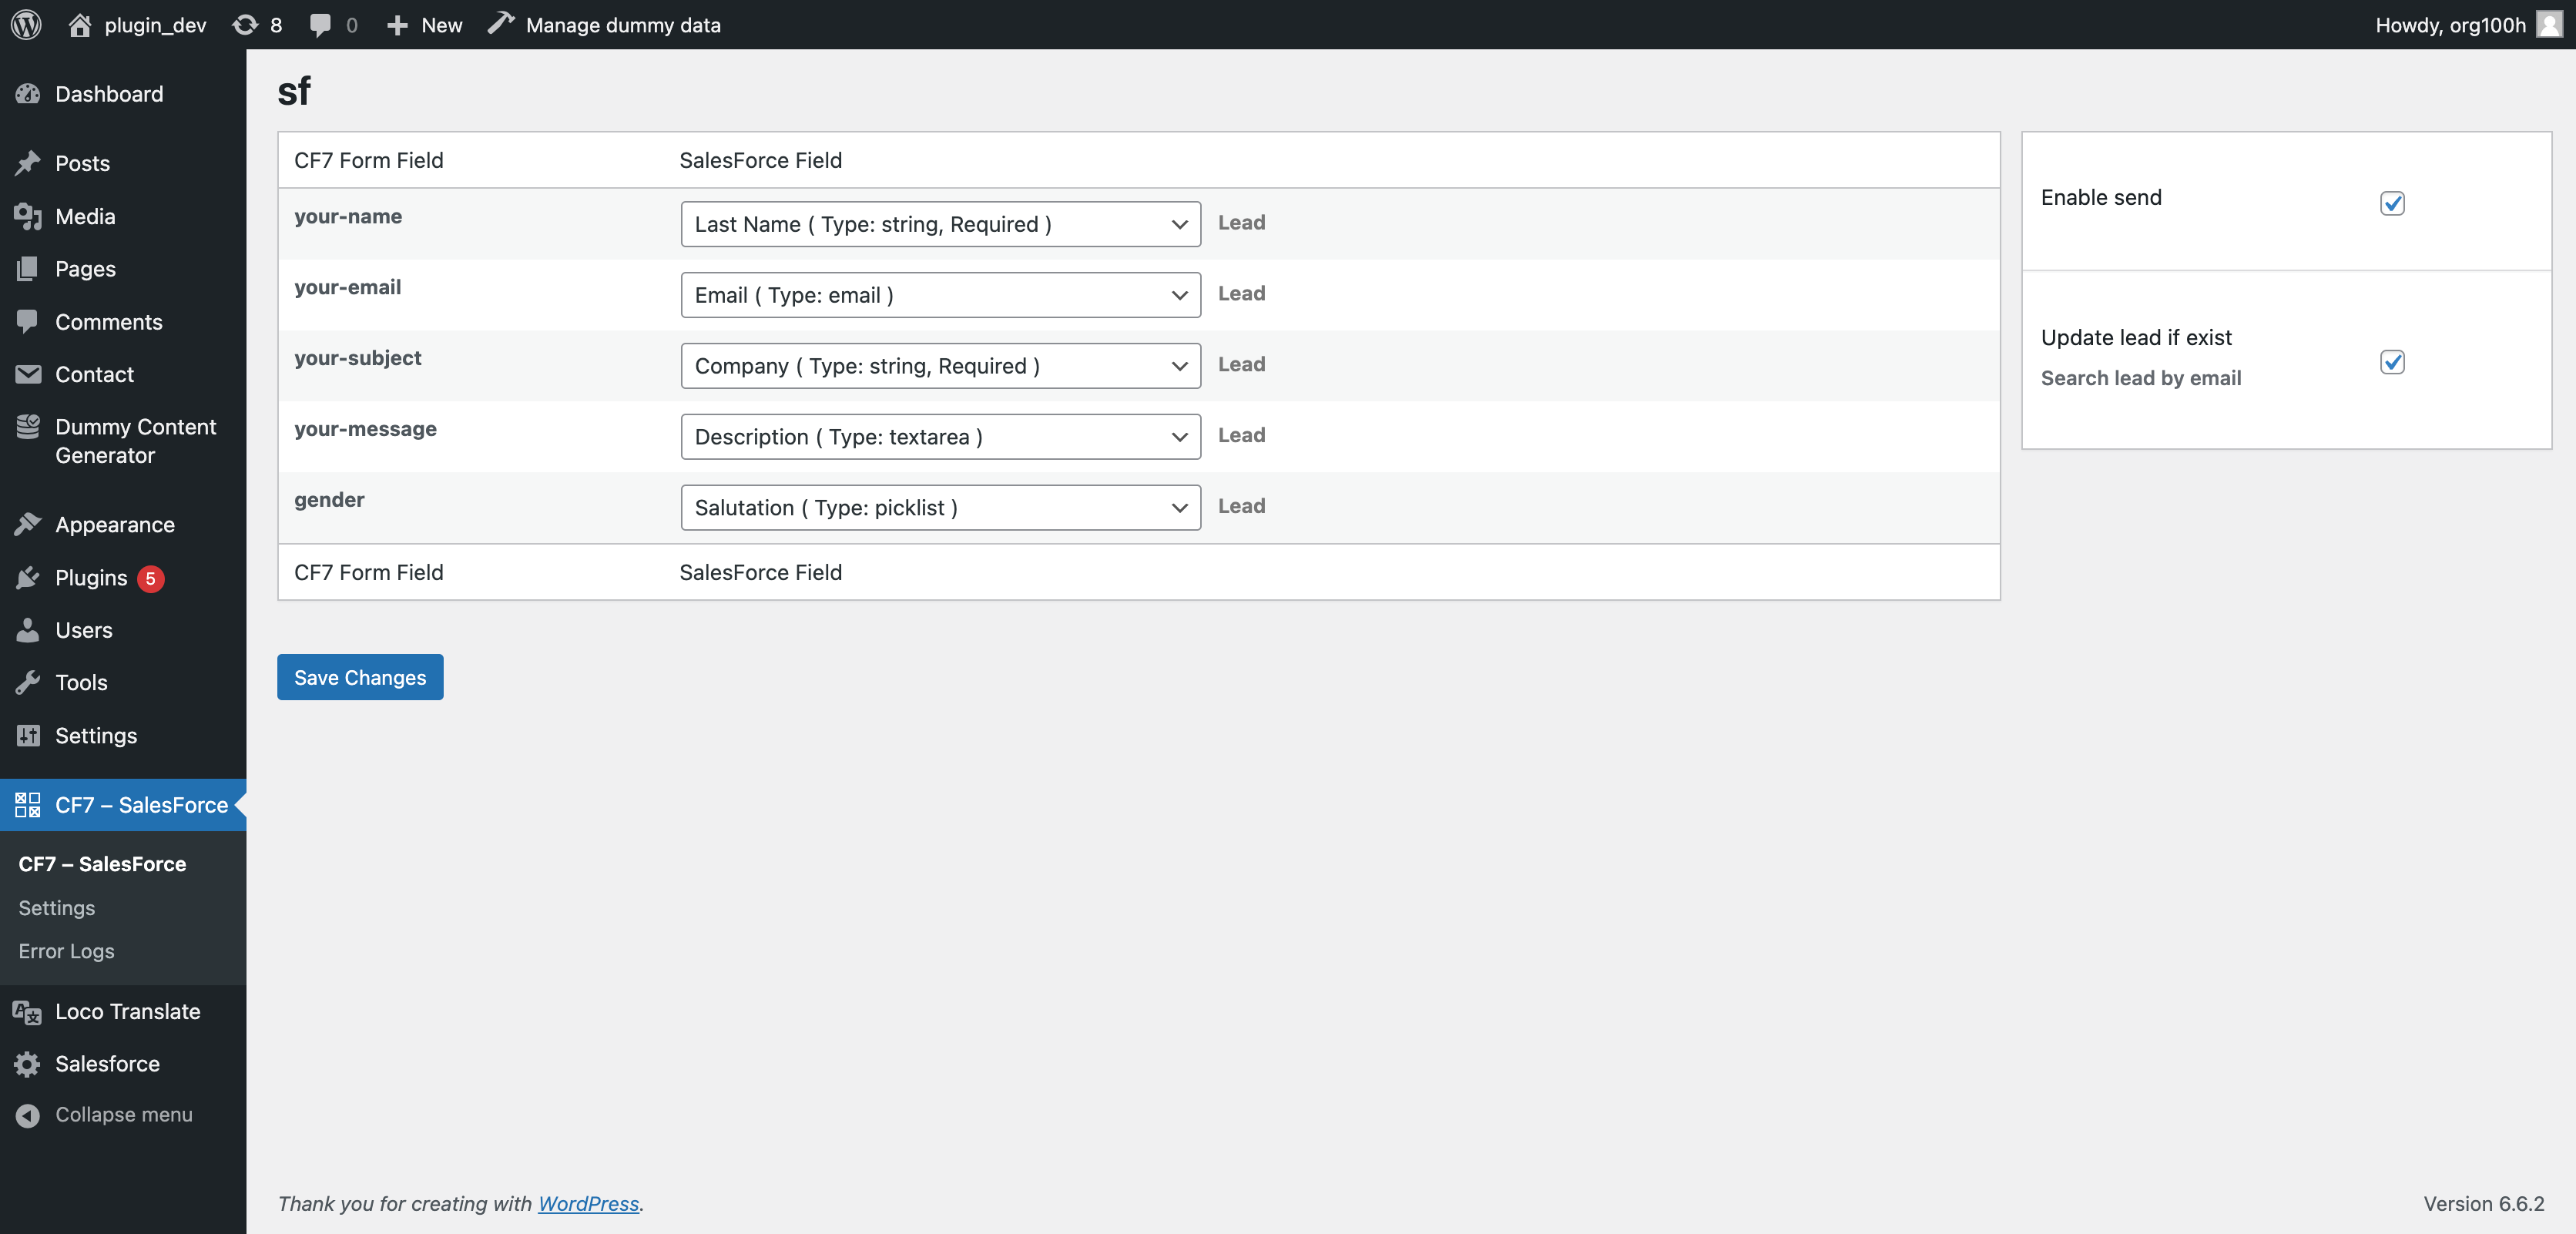 plugin_dev 8 0 New Manage dummy data Howdy, org100h
Dashboard
Posts
Media
Pages
Comments
Contact
Dummy Content
Generator
Appearance
Plugins 5
Users
Tools
Settings
CF7 – SalesForce
CF7 – SalesForce
Settings
Error Logs
Loco Translate
Salesforce
Collapse menu
sf
CF7 Form Field SalesForce Field
your-name Last Name ( Type: string, Required ) Lead
your-email Email ( Type: email ) Lead
your-subject Company ( Type: string, Required ) Lead
your-message Description ( Type: textarea ) Lead
gender Salutation ( Type: picklist ) Lead
CF7 Form Field SalesForce Field
Save Changes
Enable send
Update lead if exist
Search lead by email
Thank you for creating with WordPress.
Version 6.6.2